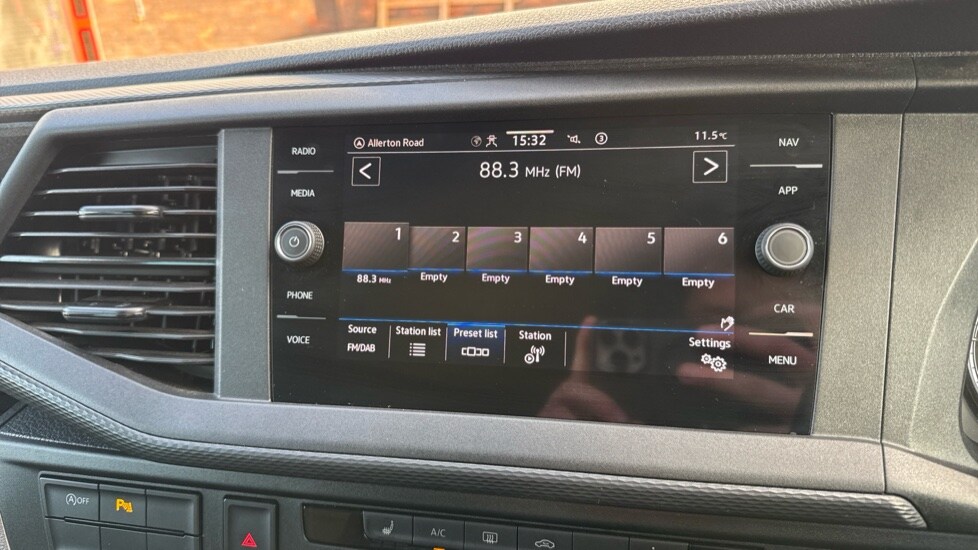 RADIO
MEDIA
PHONE
VOICE
A Allerton Road
15:32
3
11.5°C
< 88.3 MHz (FM) >
1 2 3 4 5 6
88.3 MHz Empty Empty Empty Empty Empty
Source Station list Preset list Station Settings
FM/DAB
NAV
APP
CAR
MENU
A OFF
P
A/C